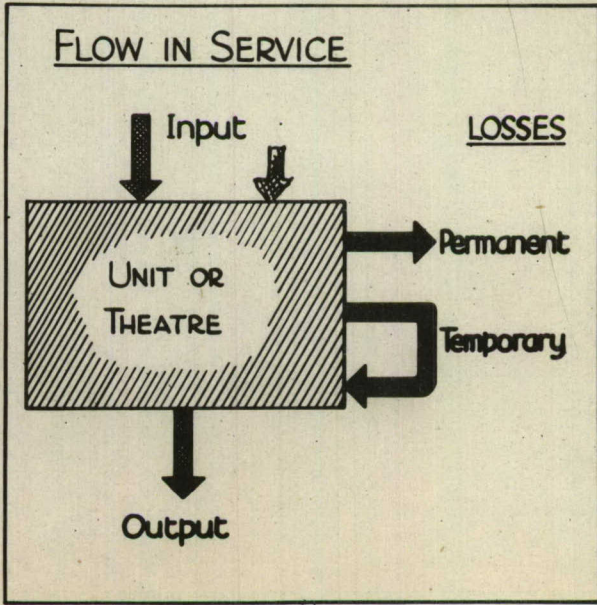 FLOW IN SERVICE
Input
LOSSES
Permanent
UNIT OR
THEATRE
Temporary
Output